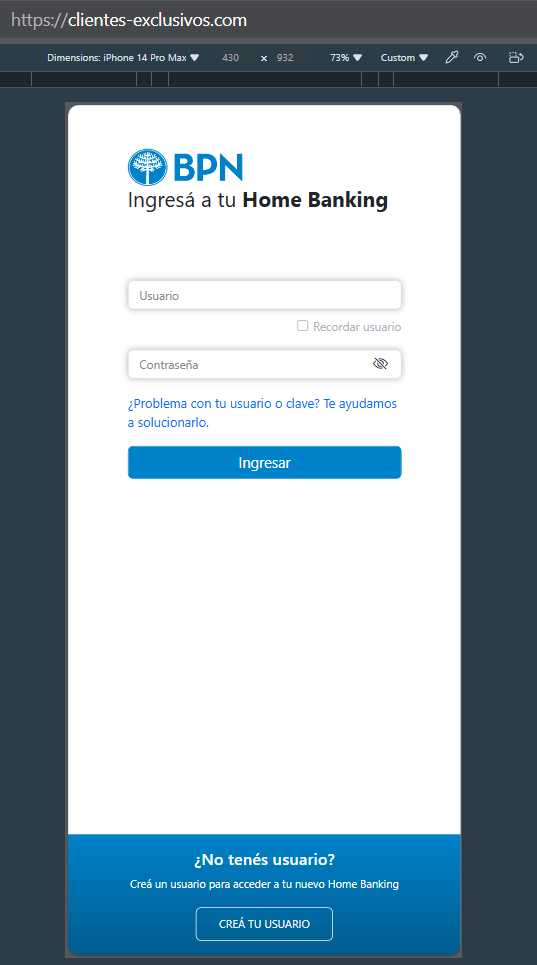 https://clientes-exclusivos.com
Dimensions: iPhone 14 Pro Max ▼ 430 × 932 73% ▼ Custom ▼
BPN
Ingresá a tu Home Banking
Usuario
Recordar usuario
Contraseña
¿Problema con tu usuario o clave? Te ayudamos
a solucionarlo.
Ingresar
¿No tenés usuario?
Creá un usuario para acceder a tu nuevo Home Banking
CREÁ TU USUARIO